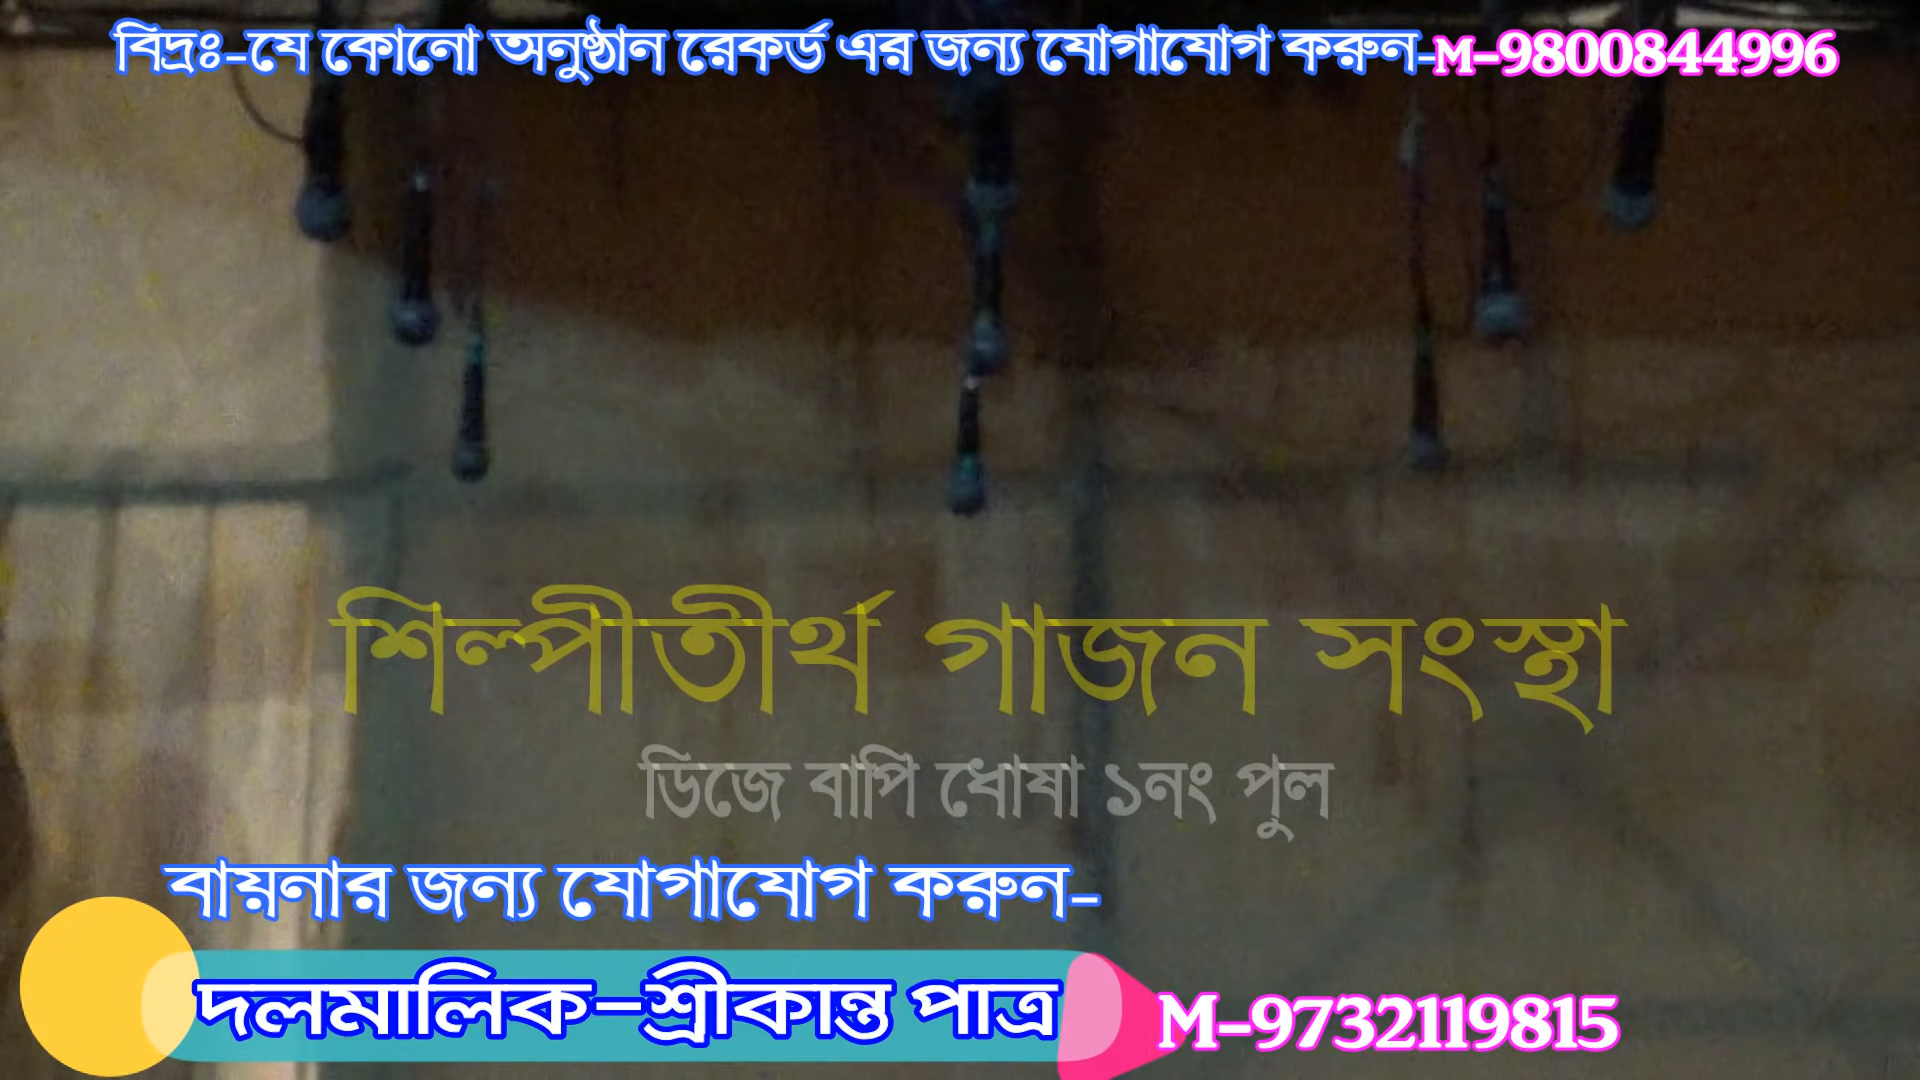 বিদ্রঃ-যে কোনো অনুষ্ঠান রেকর্ড এর জন্য যোগাযোগ করুন-M-9800844996
শিল্পীতীর্থ গাজন সংস্থা
ডিজে বাপি ধোষা ১নং পুল
বায়নার জন্য যোগাযোগ করুন-
দলমালিক-শ্রীকান্ত পাত্র M-9732119815